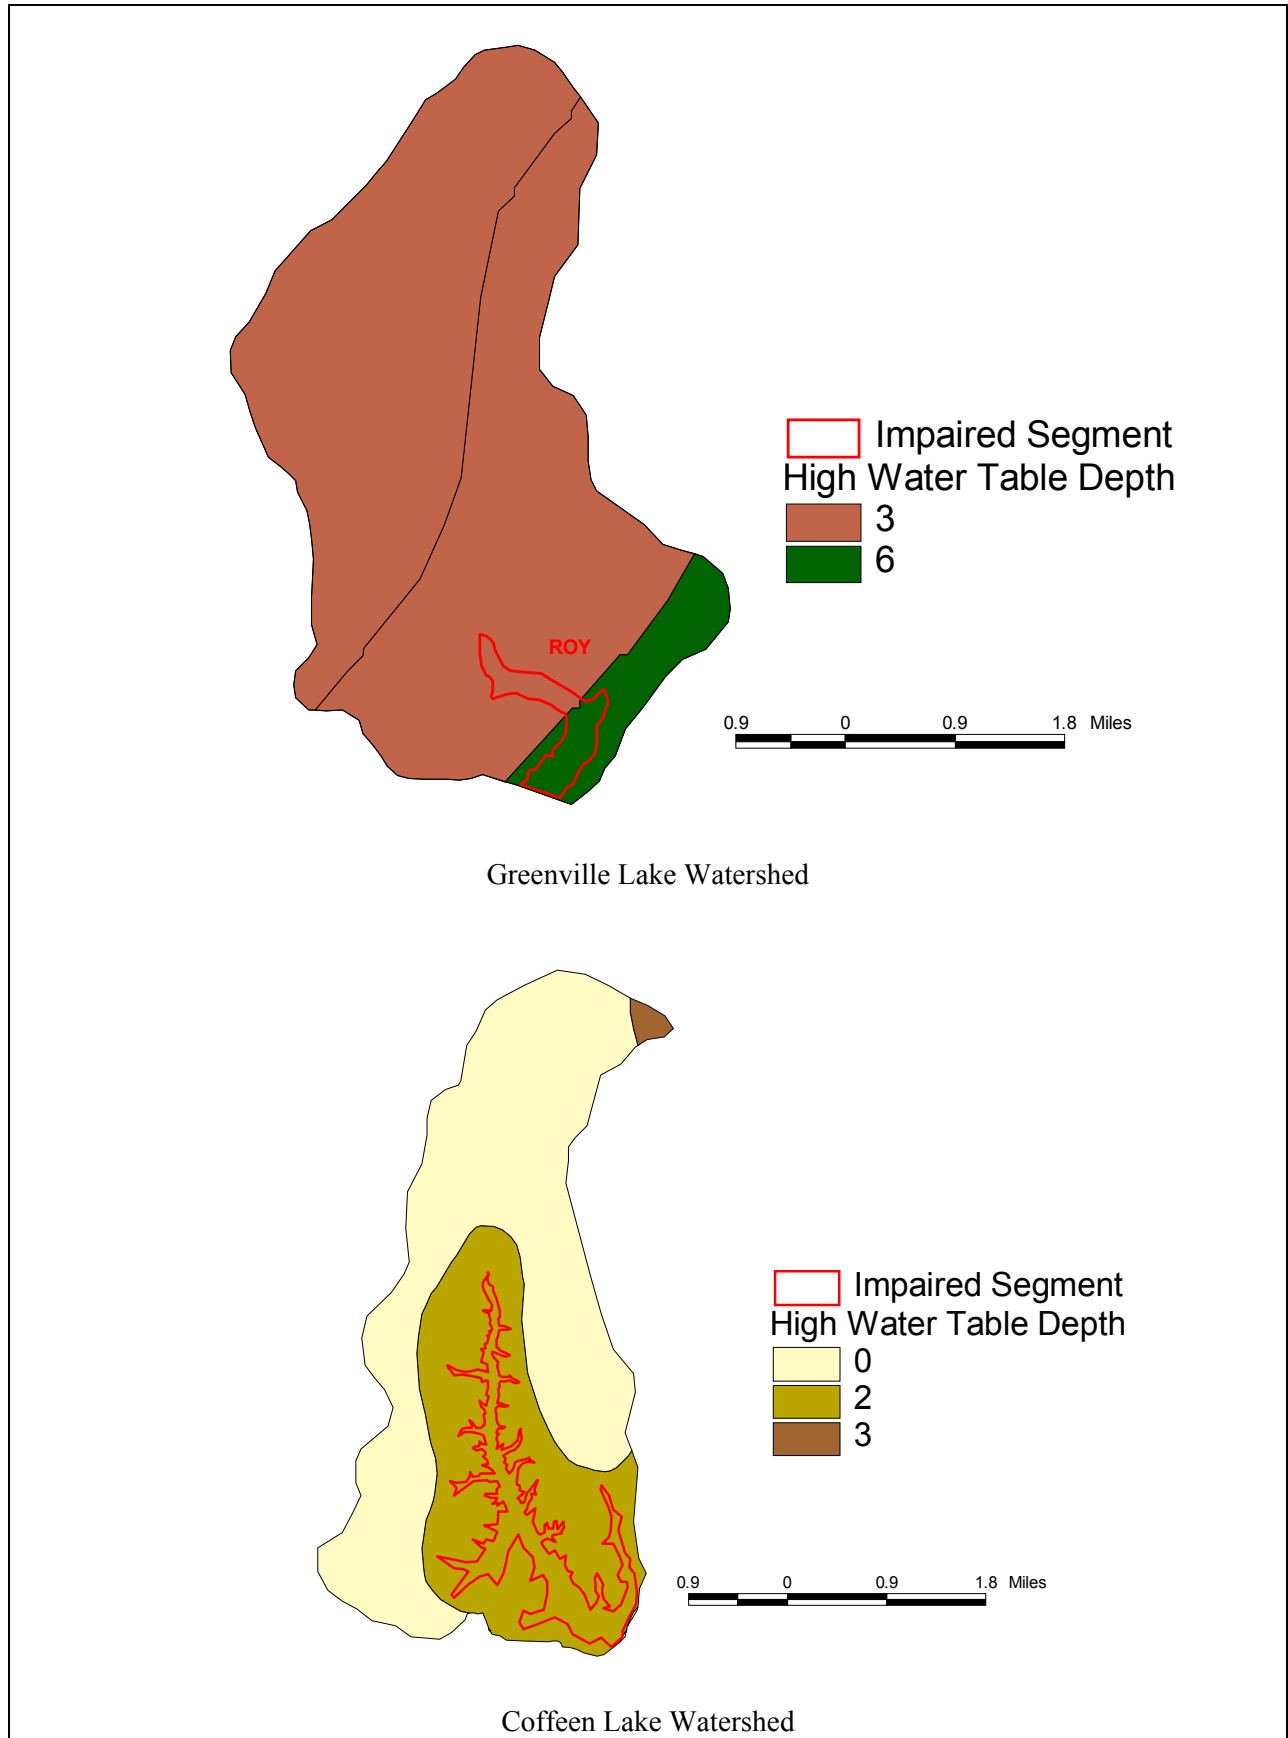 Impaired Segment
High Water Table Depth
3
6
ROY
0.9 0 0.9 1.8 Miles
Greenville Lake Watershed
Impaired Segment
High Water Table Depth
0
2
3
0.9 0 0.9 1.8 Miles
Coffeen Lake Watershed